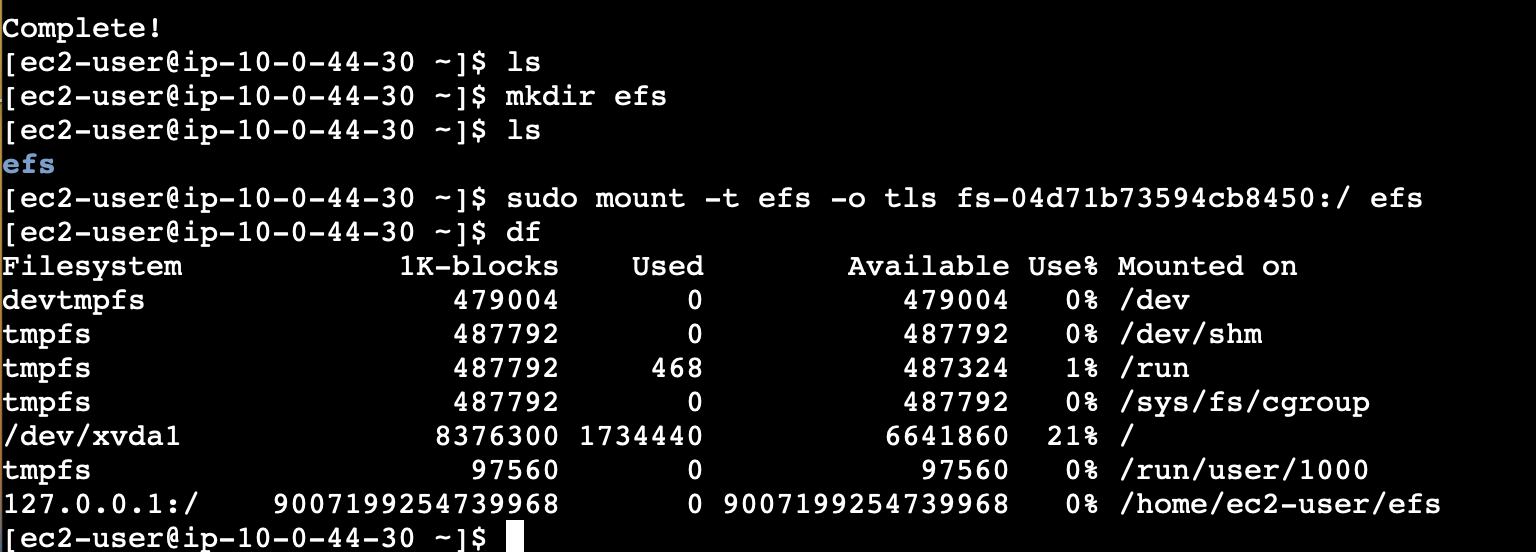 Complete!
[ec2-user@ip-10-0-44-30 ~]$ ls
[ec2-user@ip-10-0-44-30 ~]$ mkdir efs
[ec2-user@ip-10-0-44-30 ~]$ ls
efs
[ec2-user@ip-10-0-44-30 ~]$ sudo mount -t efs -o tls fs-04d71b73594cb8450:/ efs
[ec2-user@ip-10-0-44-30 ~]$ df
Filesystem            1K-blocks    Used        Available Use% Mounted on
devtmpfs                 479004       0           479004   0% /dev
tmpfs                    487792       0           487792   0% /dev/shm
tmpfs                    487792     468           487324   1% /run
tmpfs                    487792       0           487792   0% /sys/fs/cgroup
/dev/xvda1              8376300 1734440          6641860  21% /
tmpfs                     97560       0            97560   0% /run/user/1000
127.0.0.1:/    9007199254739968       0 9007199254739968   0% /home/ec2-user/efs
[ec2-user@ip-10-0-44-30 ~]$